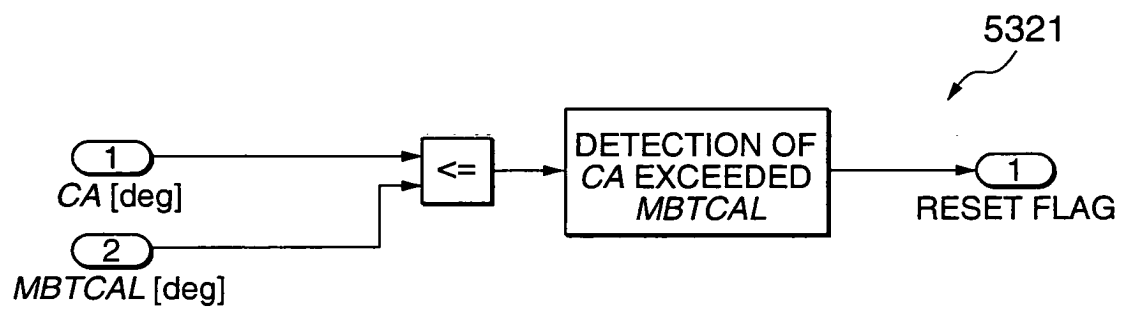 5321
1
CA [deg]
2
MBTCAL [deg]
<=
DETECTION OF
CA EXCEEDED
MBTCAL
1
RESET FLAG